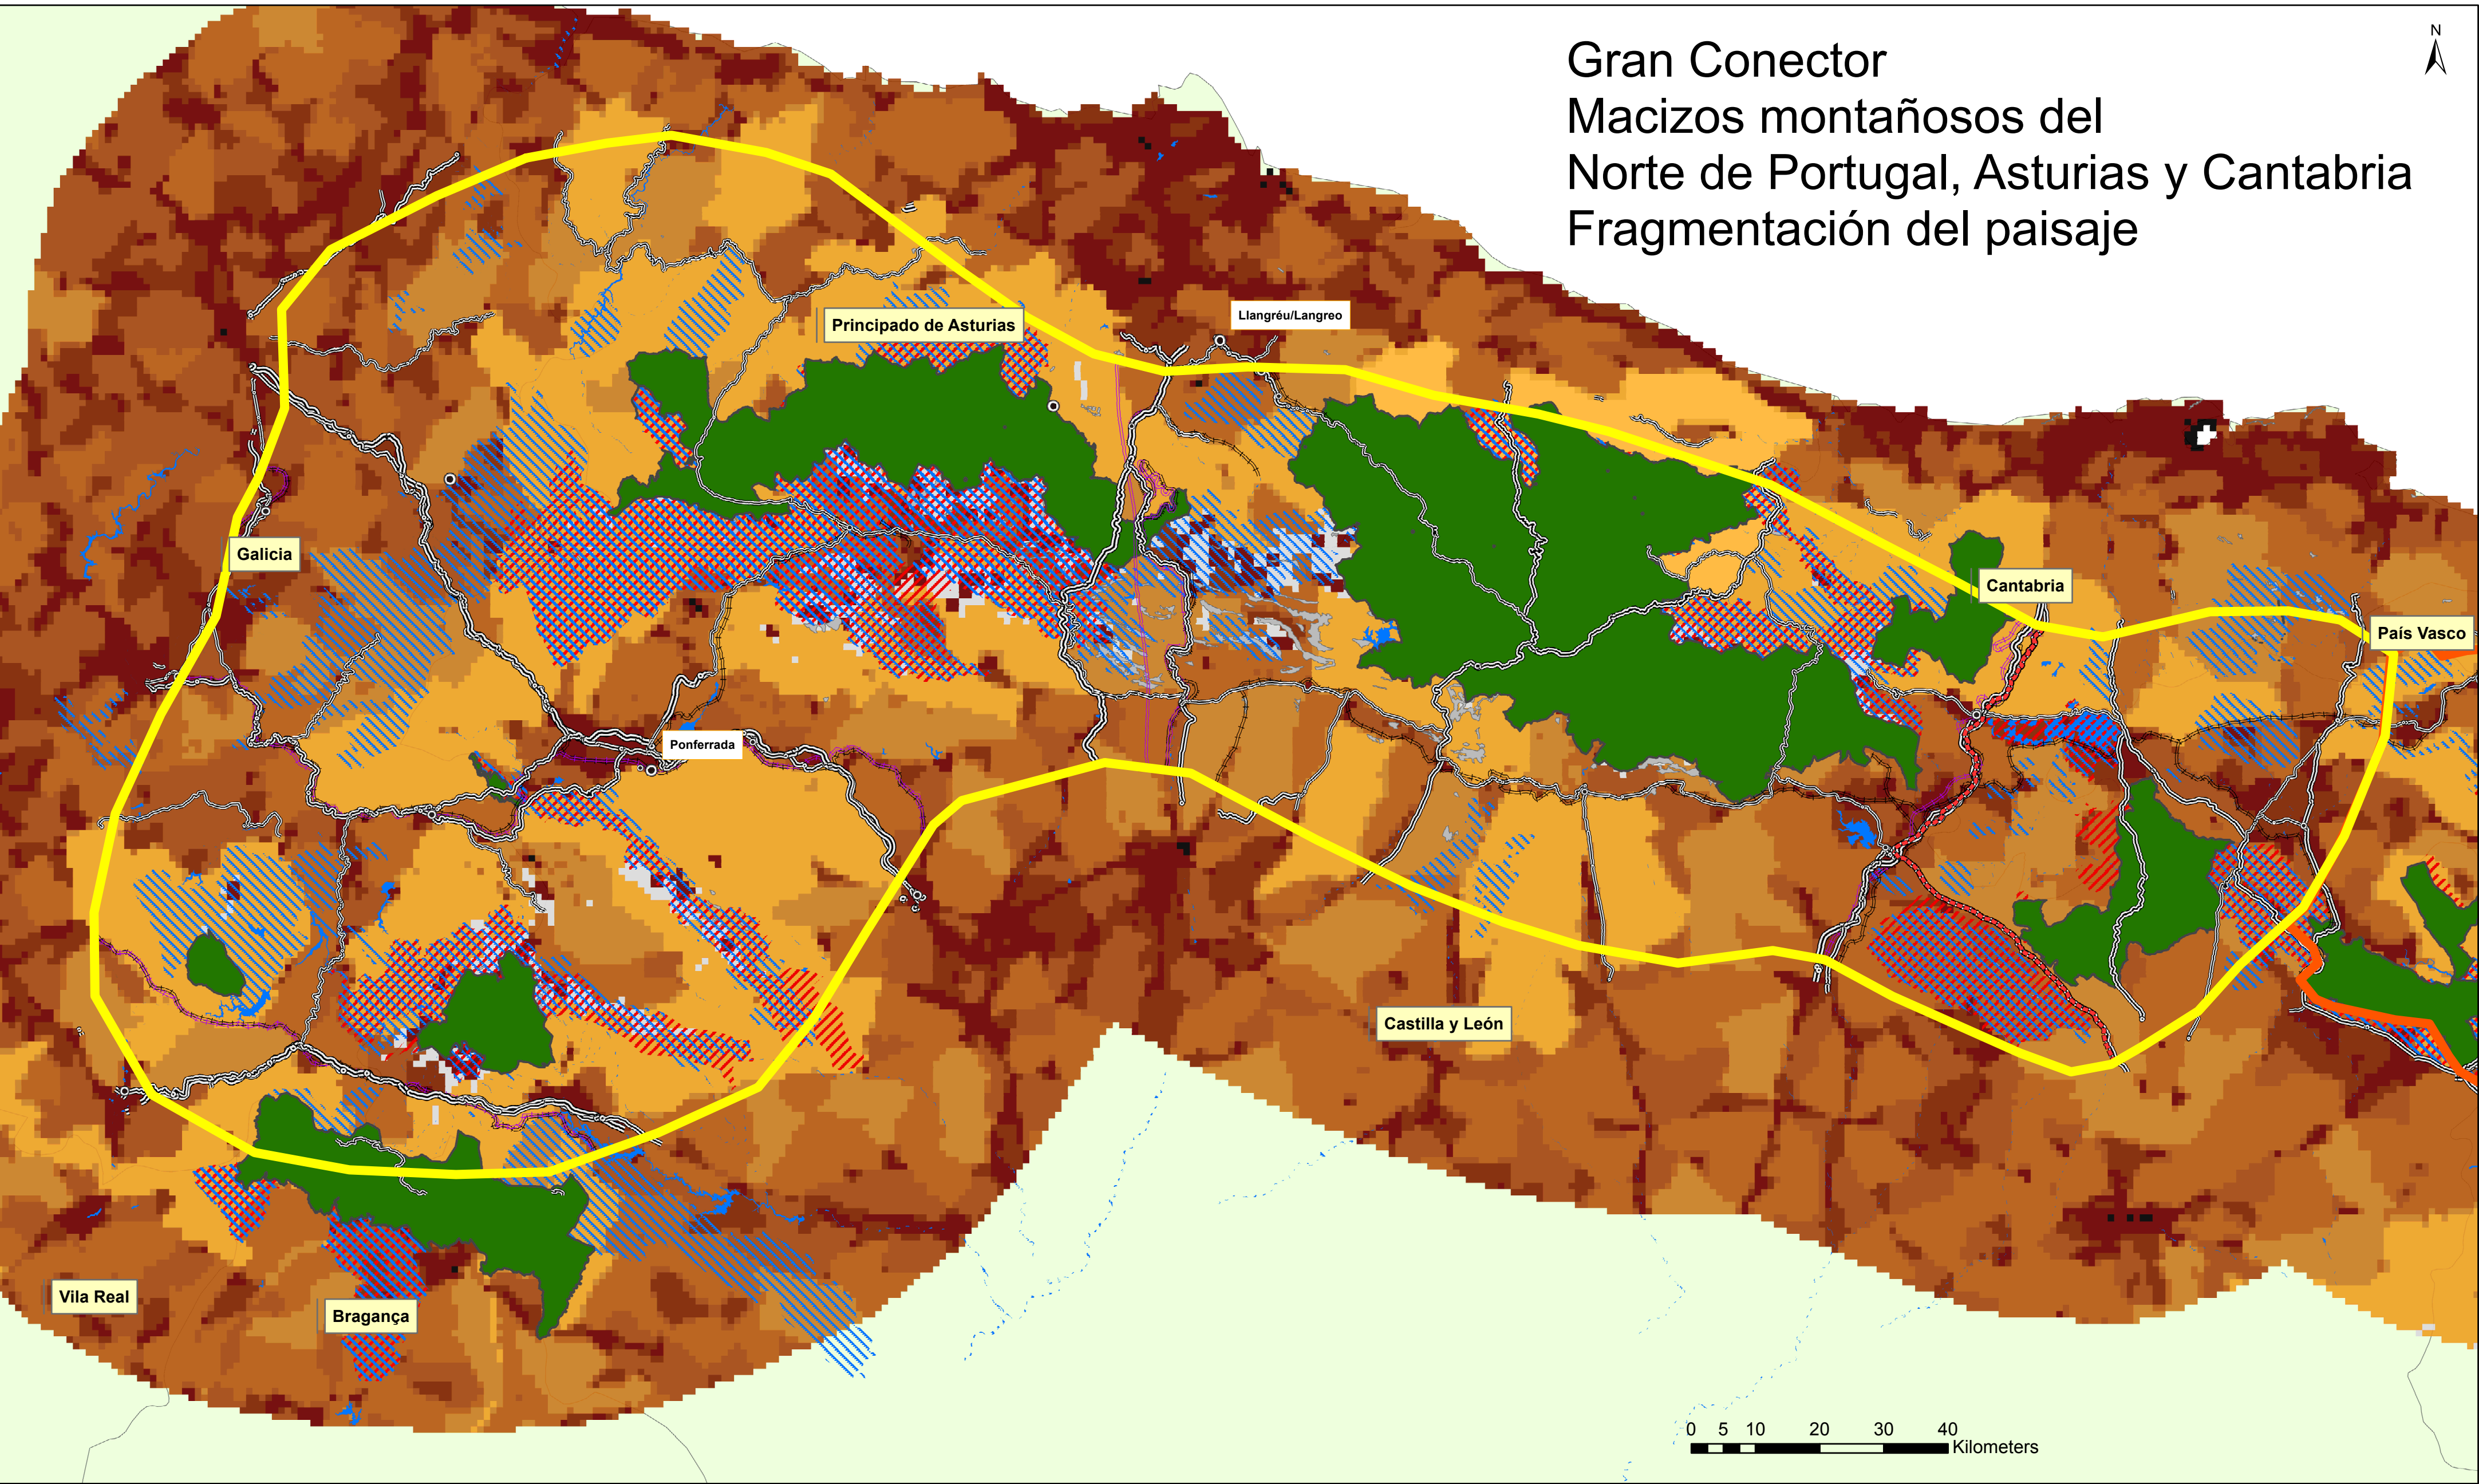 N
Gran Conector
Macizos montañosos del
Norte de Portugal, Asturias y Cantabria
Fragmentación del paisaje
Llangréu/Langreo
Principado de Asturias
Galicia
Cantabria
País Vasco
Ponferrada
Castilla y León
Vila Real
Bragança
0 5 10 20 30 40
Kilometers